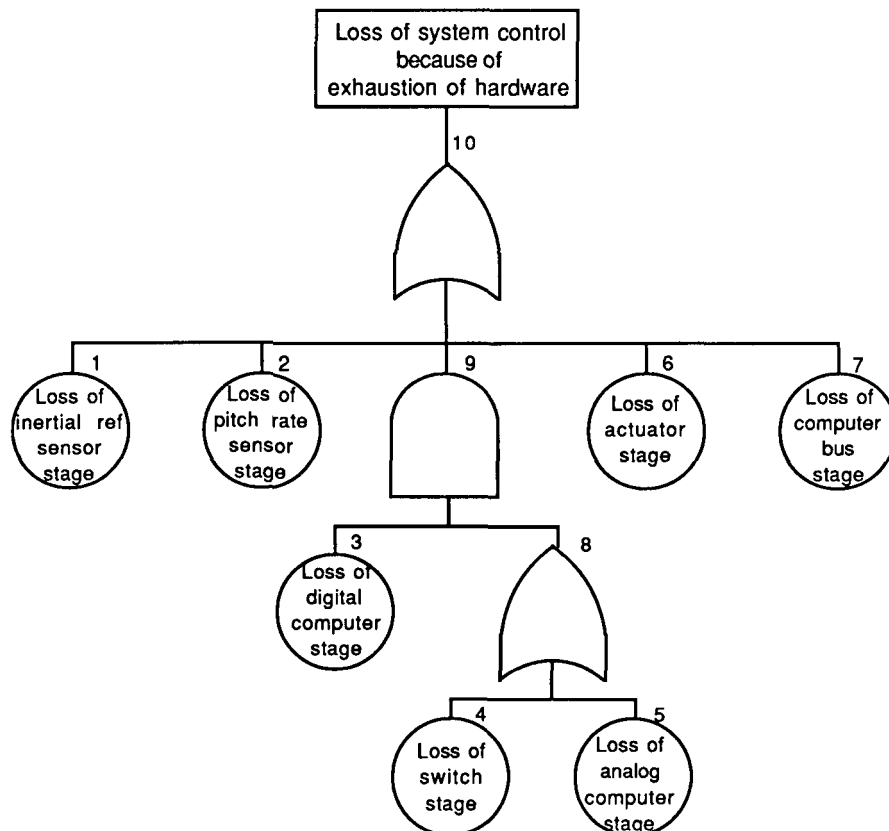 Loss of system control
because of
exhaustion of hardware
10
1
2
9
6
7
Loss of
inertial ref
sensor
stage
Loss of
pitch rate
sensor
stage
Loss of
actuator
stage
Loss of
computer
bus
stage
3
8
Loss of
digital
computer
stage
4
5
Loss of
switch
stage
Loss of
analog
computer
stage